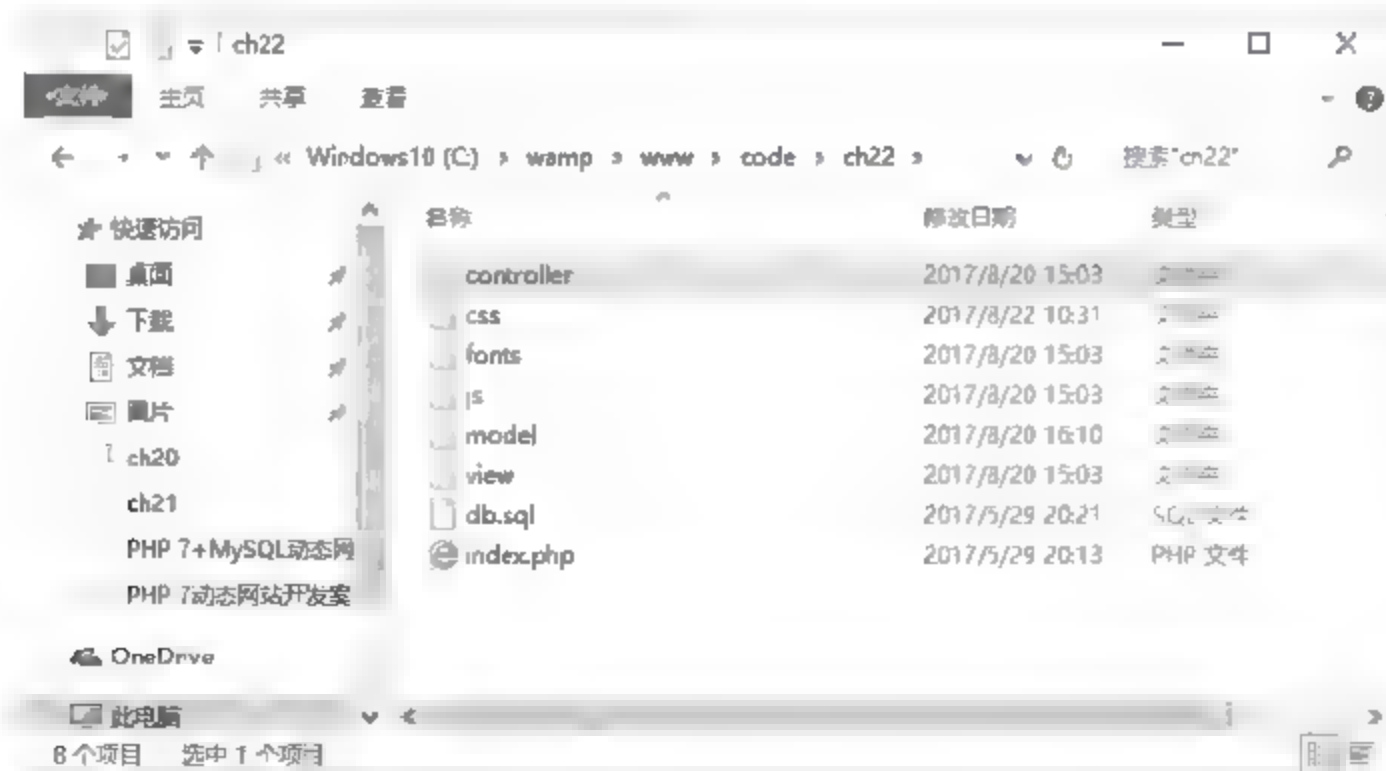 ch22
文件 主页 共享 查看
« Windows10 (C:) > wamp > www > code > ch22 >
搜索"ch22"
快速访问
桌面
下载
文档
图片
ch20
ch21
PHP 7+MySQL动态网
PHP 7动态网站开发案
OneDrive
此电脑
名称 修改日期 类型
controller 2017/8/20 15:03
css 2017/8/22 10:31
fonts 2017/8/20 15:03
js 2017/8/20 15:03
model 2017/8/20 16:10
view 2017/8/20 15:03
db.sql 2017/5/29 20:21 SQL 文件
index.php 2017/5/29 20:13 PHP 文件
8 个项目 选中 1 个项目